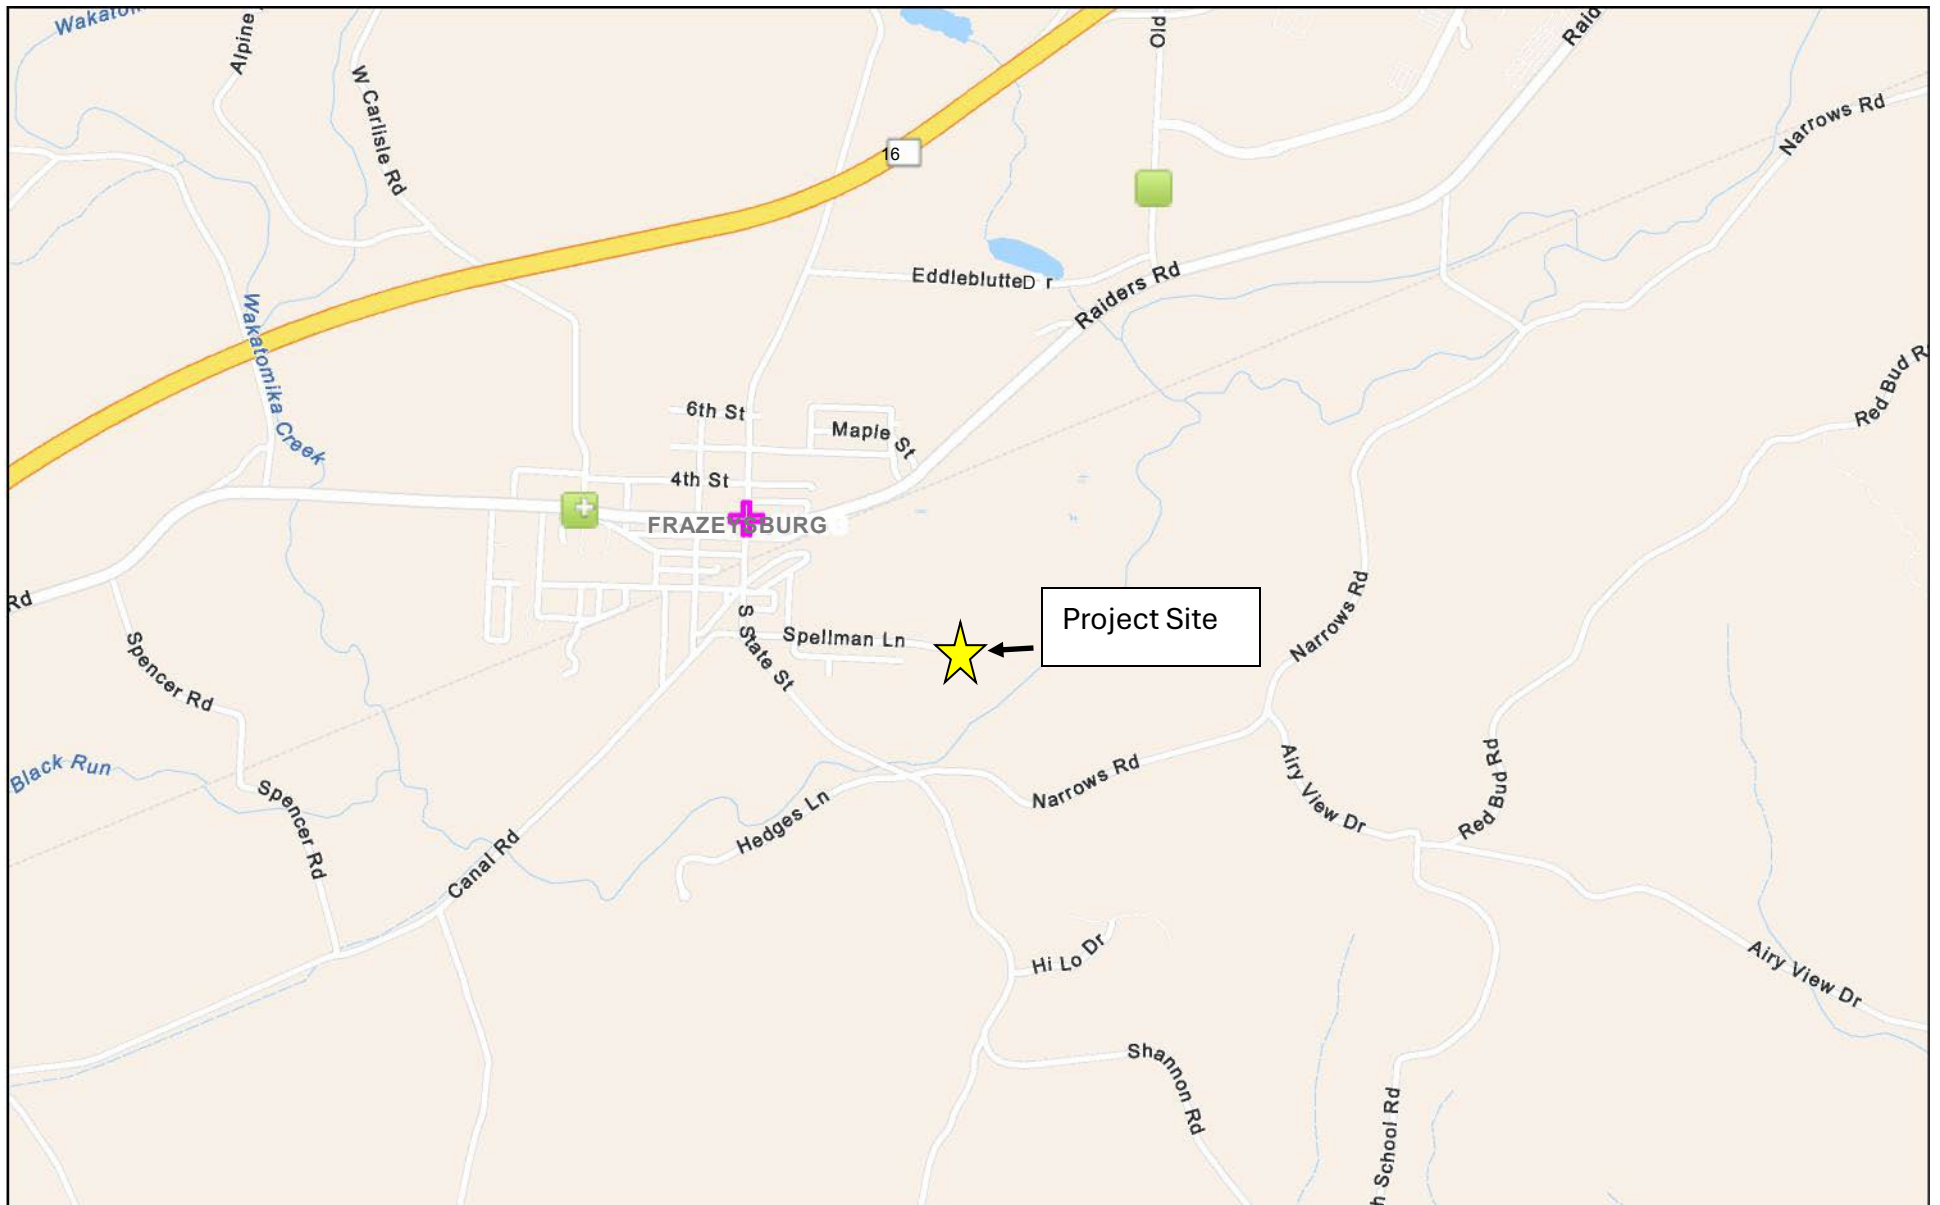 Alpine
W Carlisle Rd
Old
16
Narrows Rd
Eddleblutte D r
Raiders Rd
Wakatomika Creek
Red Bud
6th St
Maple St
4th St
FRAZEYSBURG
Rd
Project Site
Narrows Rd
S State St
Spellman Ln
Spencer Rd
Black Run
Spencer Rd
Hedges Ln
Narrows Rd
Airy View Dr
Red Bud Rd
Canal Rd
Hi Lo Dr
Airy View Dr
Shannon Rd
School Rd